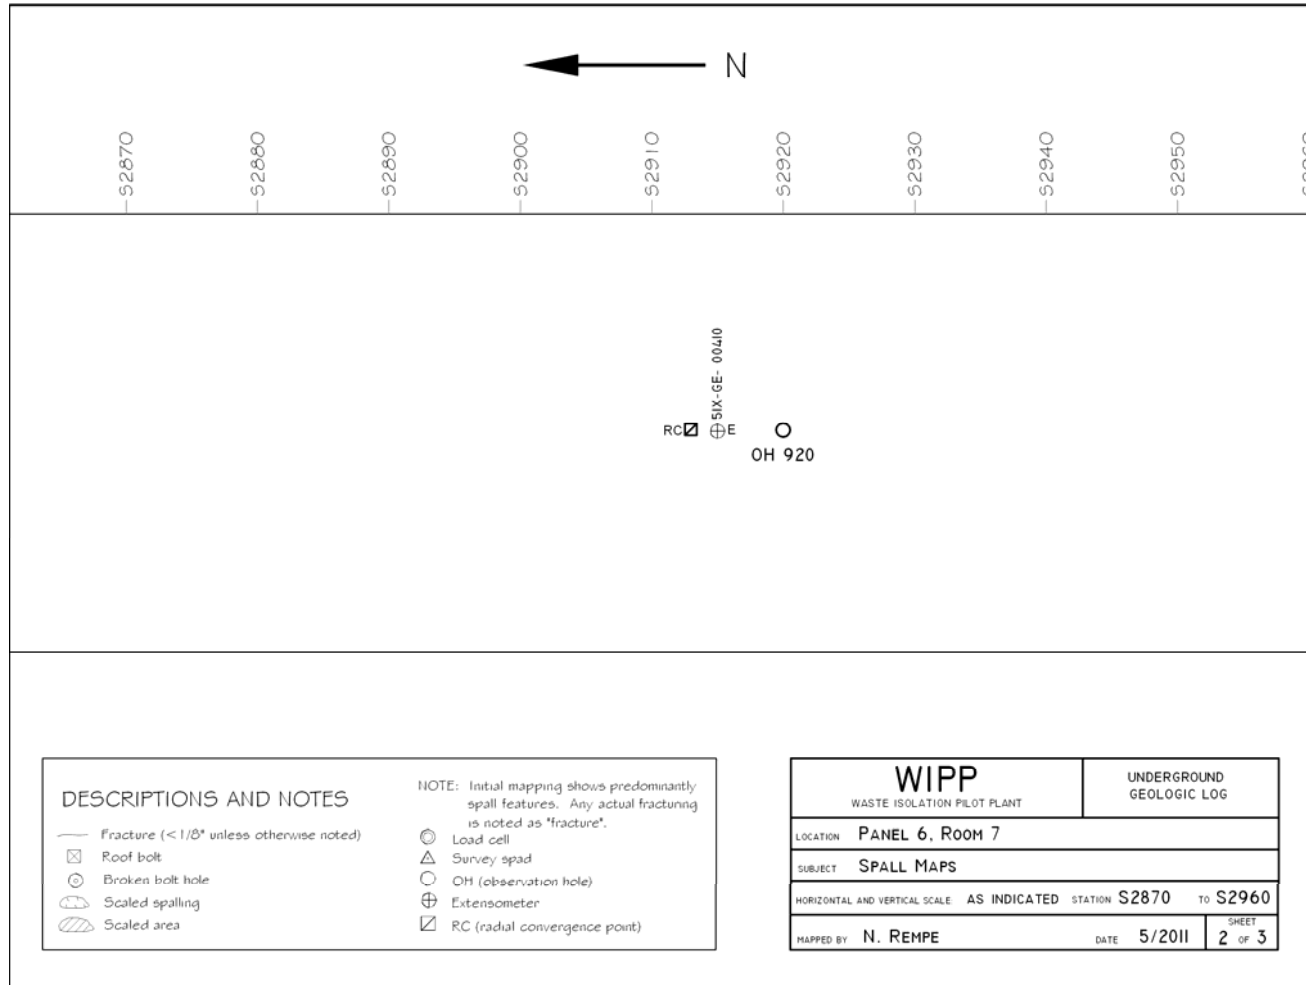 N
S2870
S2880
S2890
S2900
S2910
S2920
S2930
S2940
S2950
S2960
51X-GE- 00410
RC
E
OH 920
DESCRIPTIONS AND NOTES
Fracture (<1/8" unless otherwise noted)
Roof bolt
Broken bolt hole
Scaled spalling
Scaled area
NOTE: Initial mapping shows predominantly
spall features. Any actual fracturing
is noted as "fracture".
Load cell
Survey spad
OH (observation hole)
Extensometer
RC (radial convergence point)
WIPP
WASTE ISOLATION PILOT PLANT
UNDERGROUND
GEOLOGIC LOG
LOCATION PANEL 6, ROOM 7
SUBJECT SPALL MAPS
HORIZONTAL AND VERTICAL SCALE AS INDICATED STATION S2870 TO S2960
MAPPED BY N. REMPE DATE 5/2011
SHEET
2 OF 3